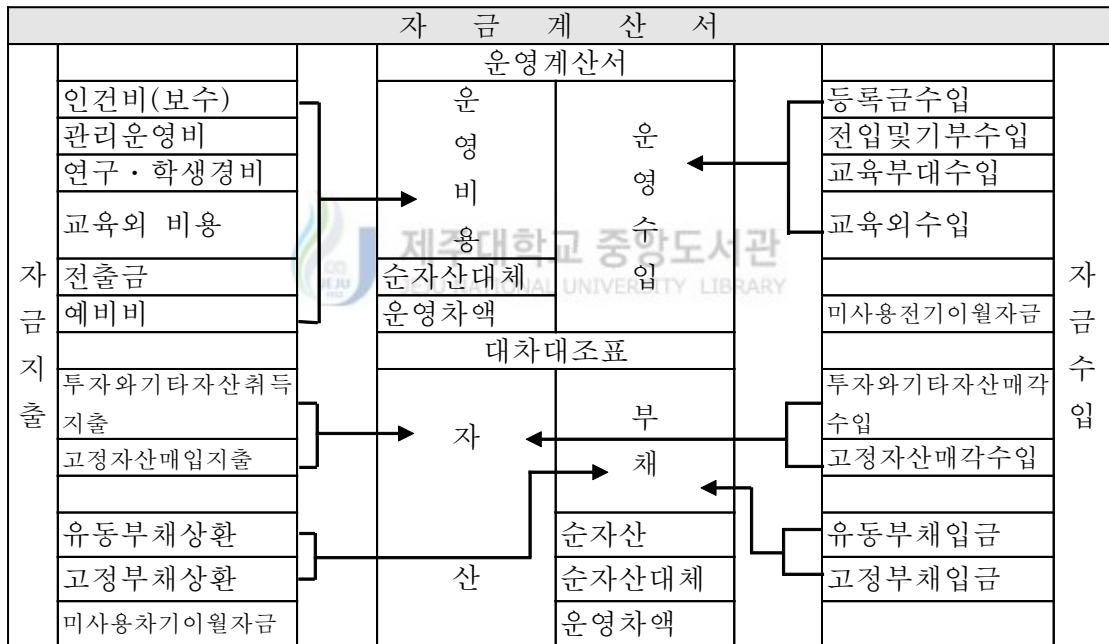 자 금 계 산 서
자금지출
인건비(보수)
관리운영비
연구·학생경비
교육외 비용
전출금
예비비
투자와기타자산취득
지출
고정자산매입지출
유동부채상환
고정부채상환
미사용차기이월자금
운영계산서
운영비용
순자산대체
운영차액
운영수입
대차대조표
자산
부채
순자산
순자산대체
운영차액
등록금수입
전입및기부수입
교육부대수입
교육외수입
미사용전기이월자금
투자와기타자산매각
수입
고정자산매각수입
유동부채입금
고정부채입금
자금수입
제주대학교 중앙도서관
JEJU NATIONAL UNIVERSITY LIBRARY
JEJU
1952